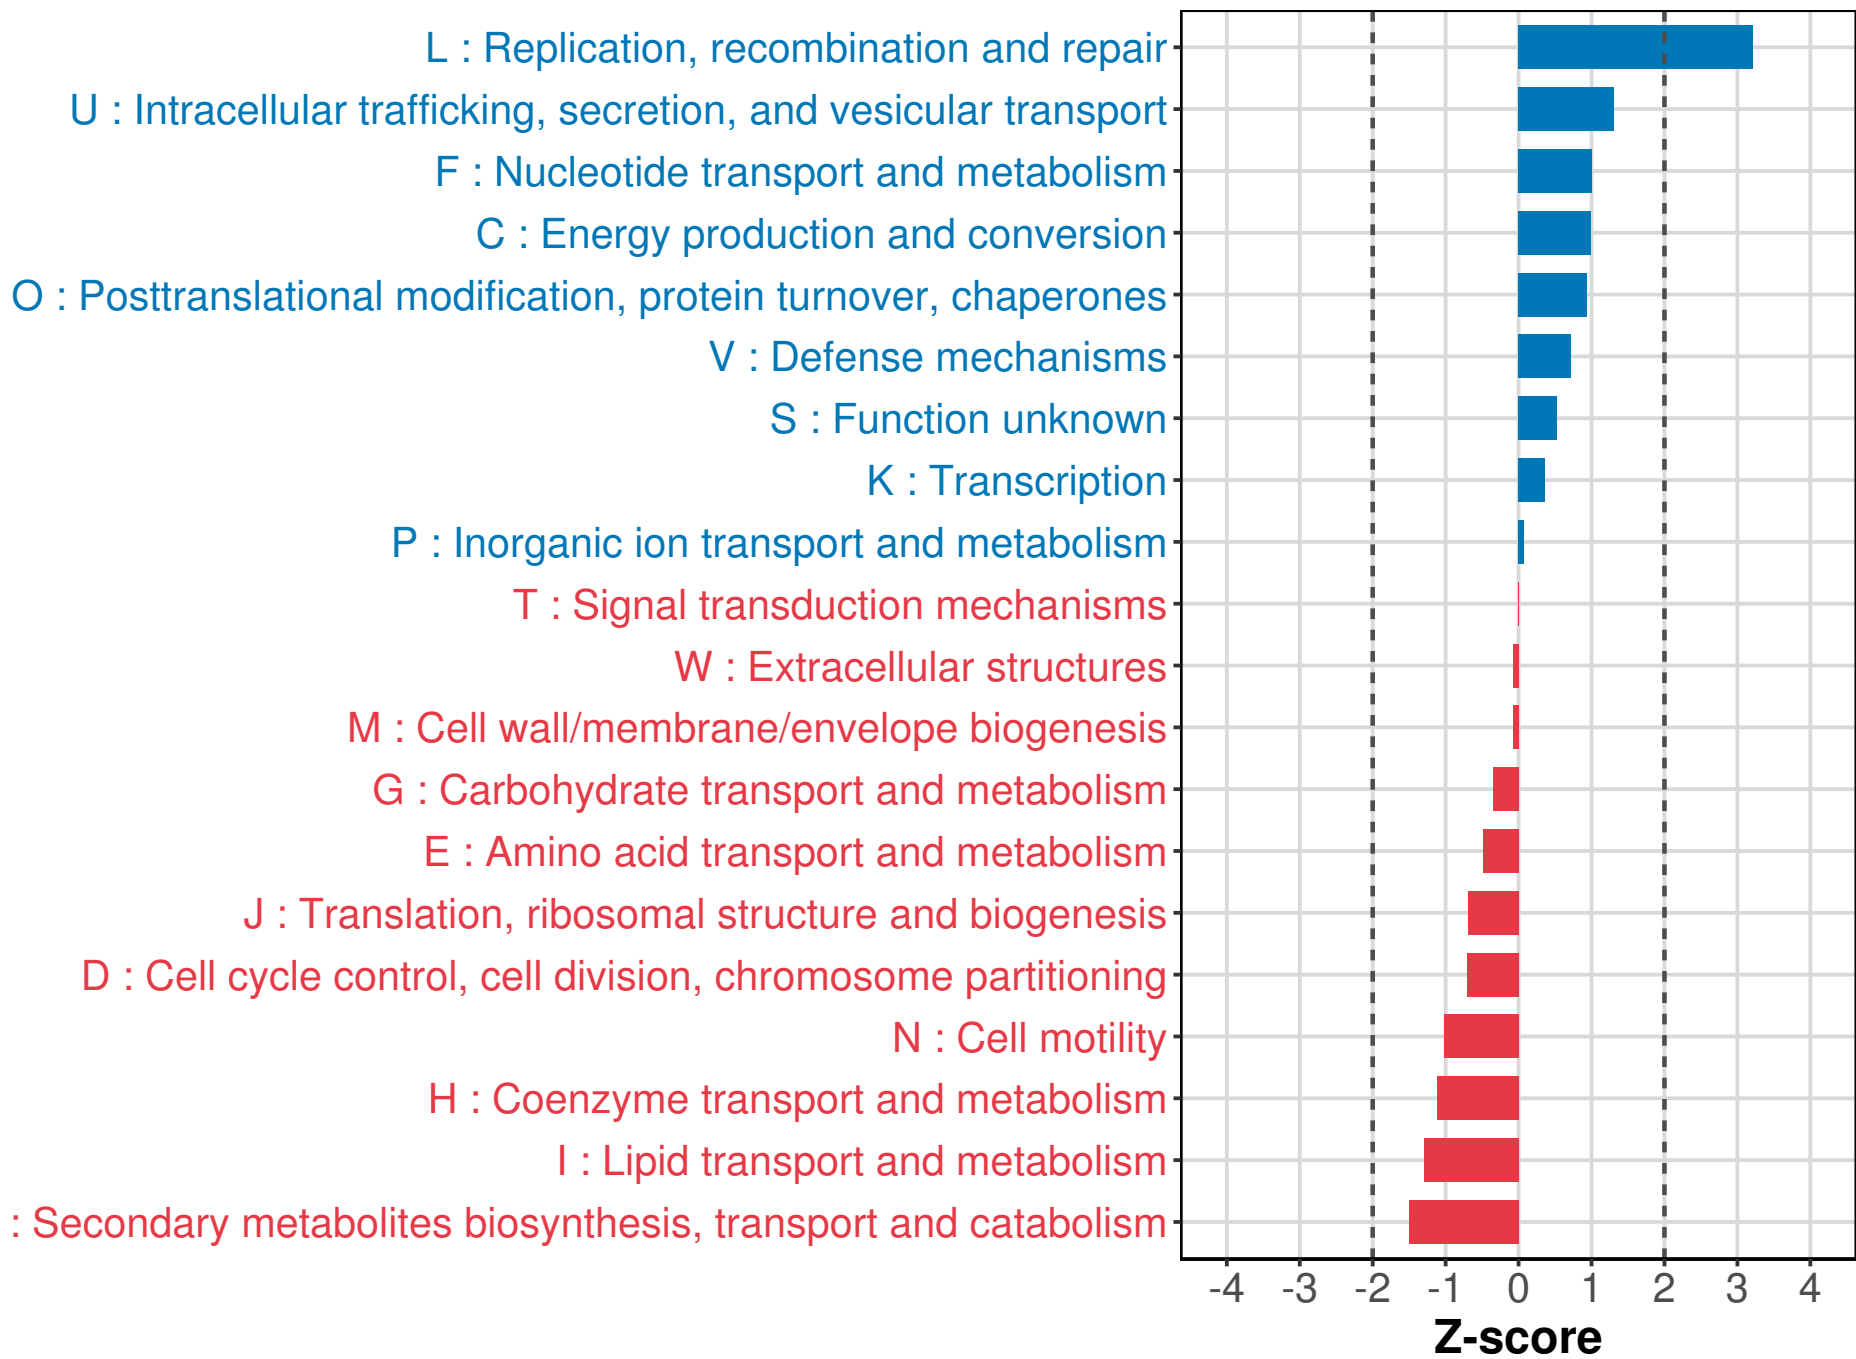 L : Replication, recombination and repair
U : Intracellular trafficking, secretion, and vesicular transport
F : Nucleotide transport and metabolism
C : Energy production and conversion
O : Posttranslational modification, protein turnover, chaperones
V : Defense mechanisms
S : Function unknown
K : Transcription
P : Inorganic ion transport and metabolism
T : Signal transduction mechanisms
W : Extracellular structures
M : Cell wall/membrane/envelope biogenesis
G : Carbohydrate transport and metabolism
E : Amino acid transport and metabolism
J : Translation, ribosomal structure and biogenesis
D : Cell cycle control, cell division, chromosome partitioning
N : Cell motility
H : Coenzyme transport and metabolism
I : Lipid transport and metabolism
: Secondary metabolites biosynthesis, transport and catabolism
-4 -3 -2 -1 0 1 2 3 4
Z-score